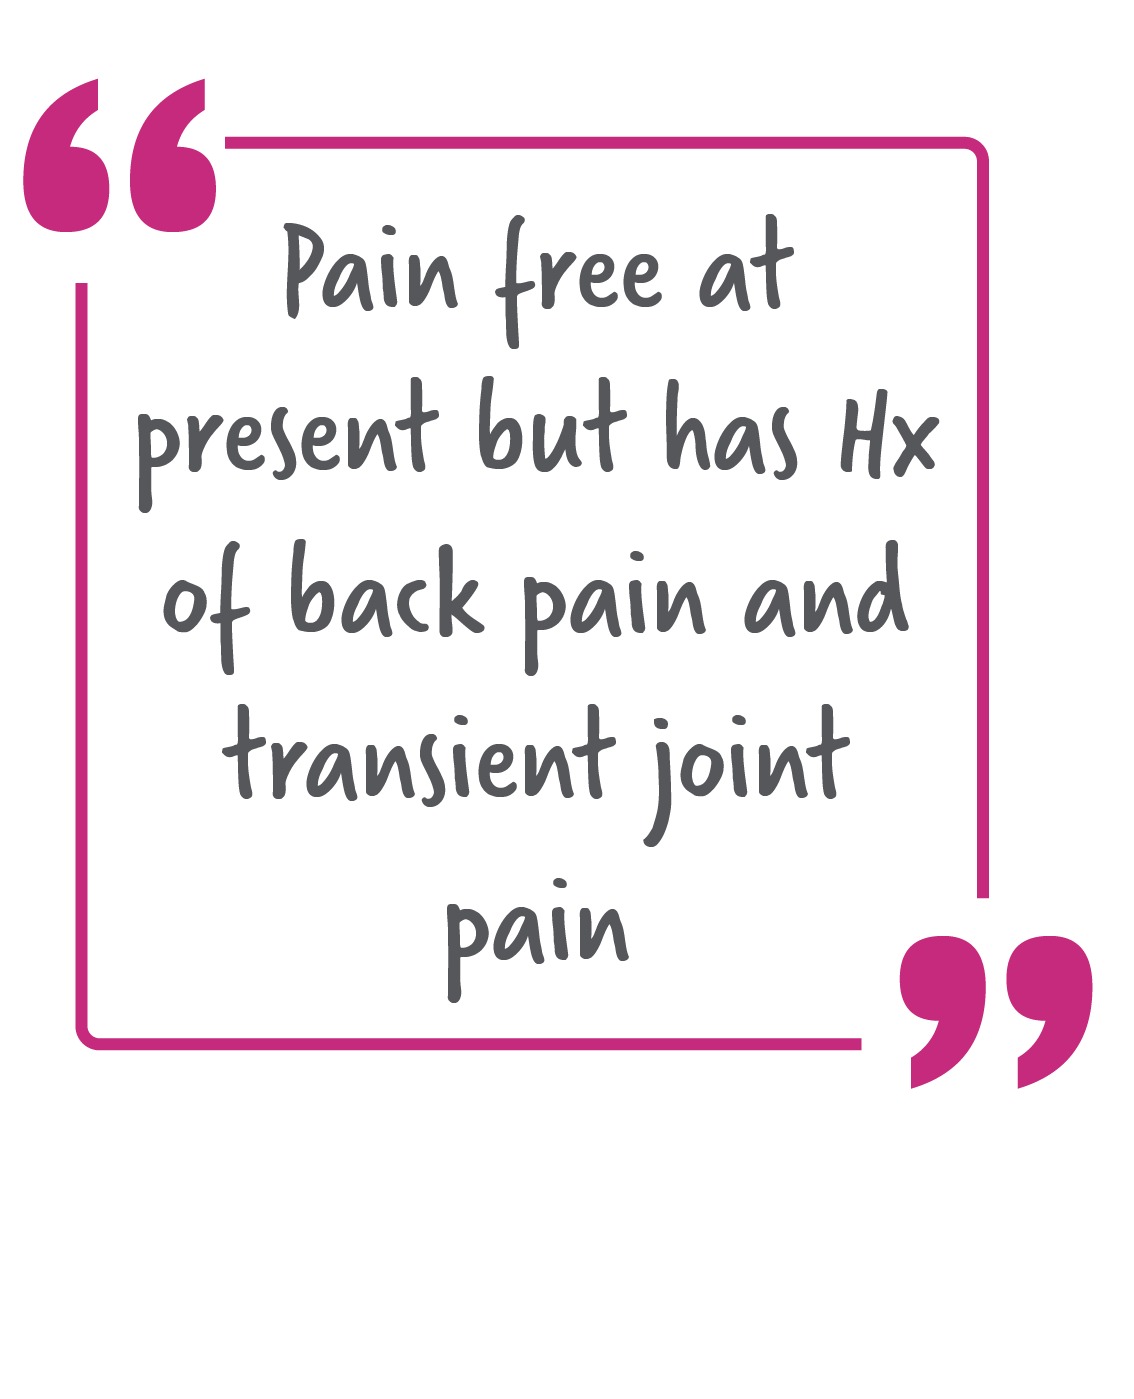 Pain free at
present but has Hx
of back pain and
transient joint
pain